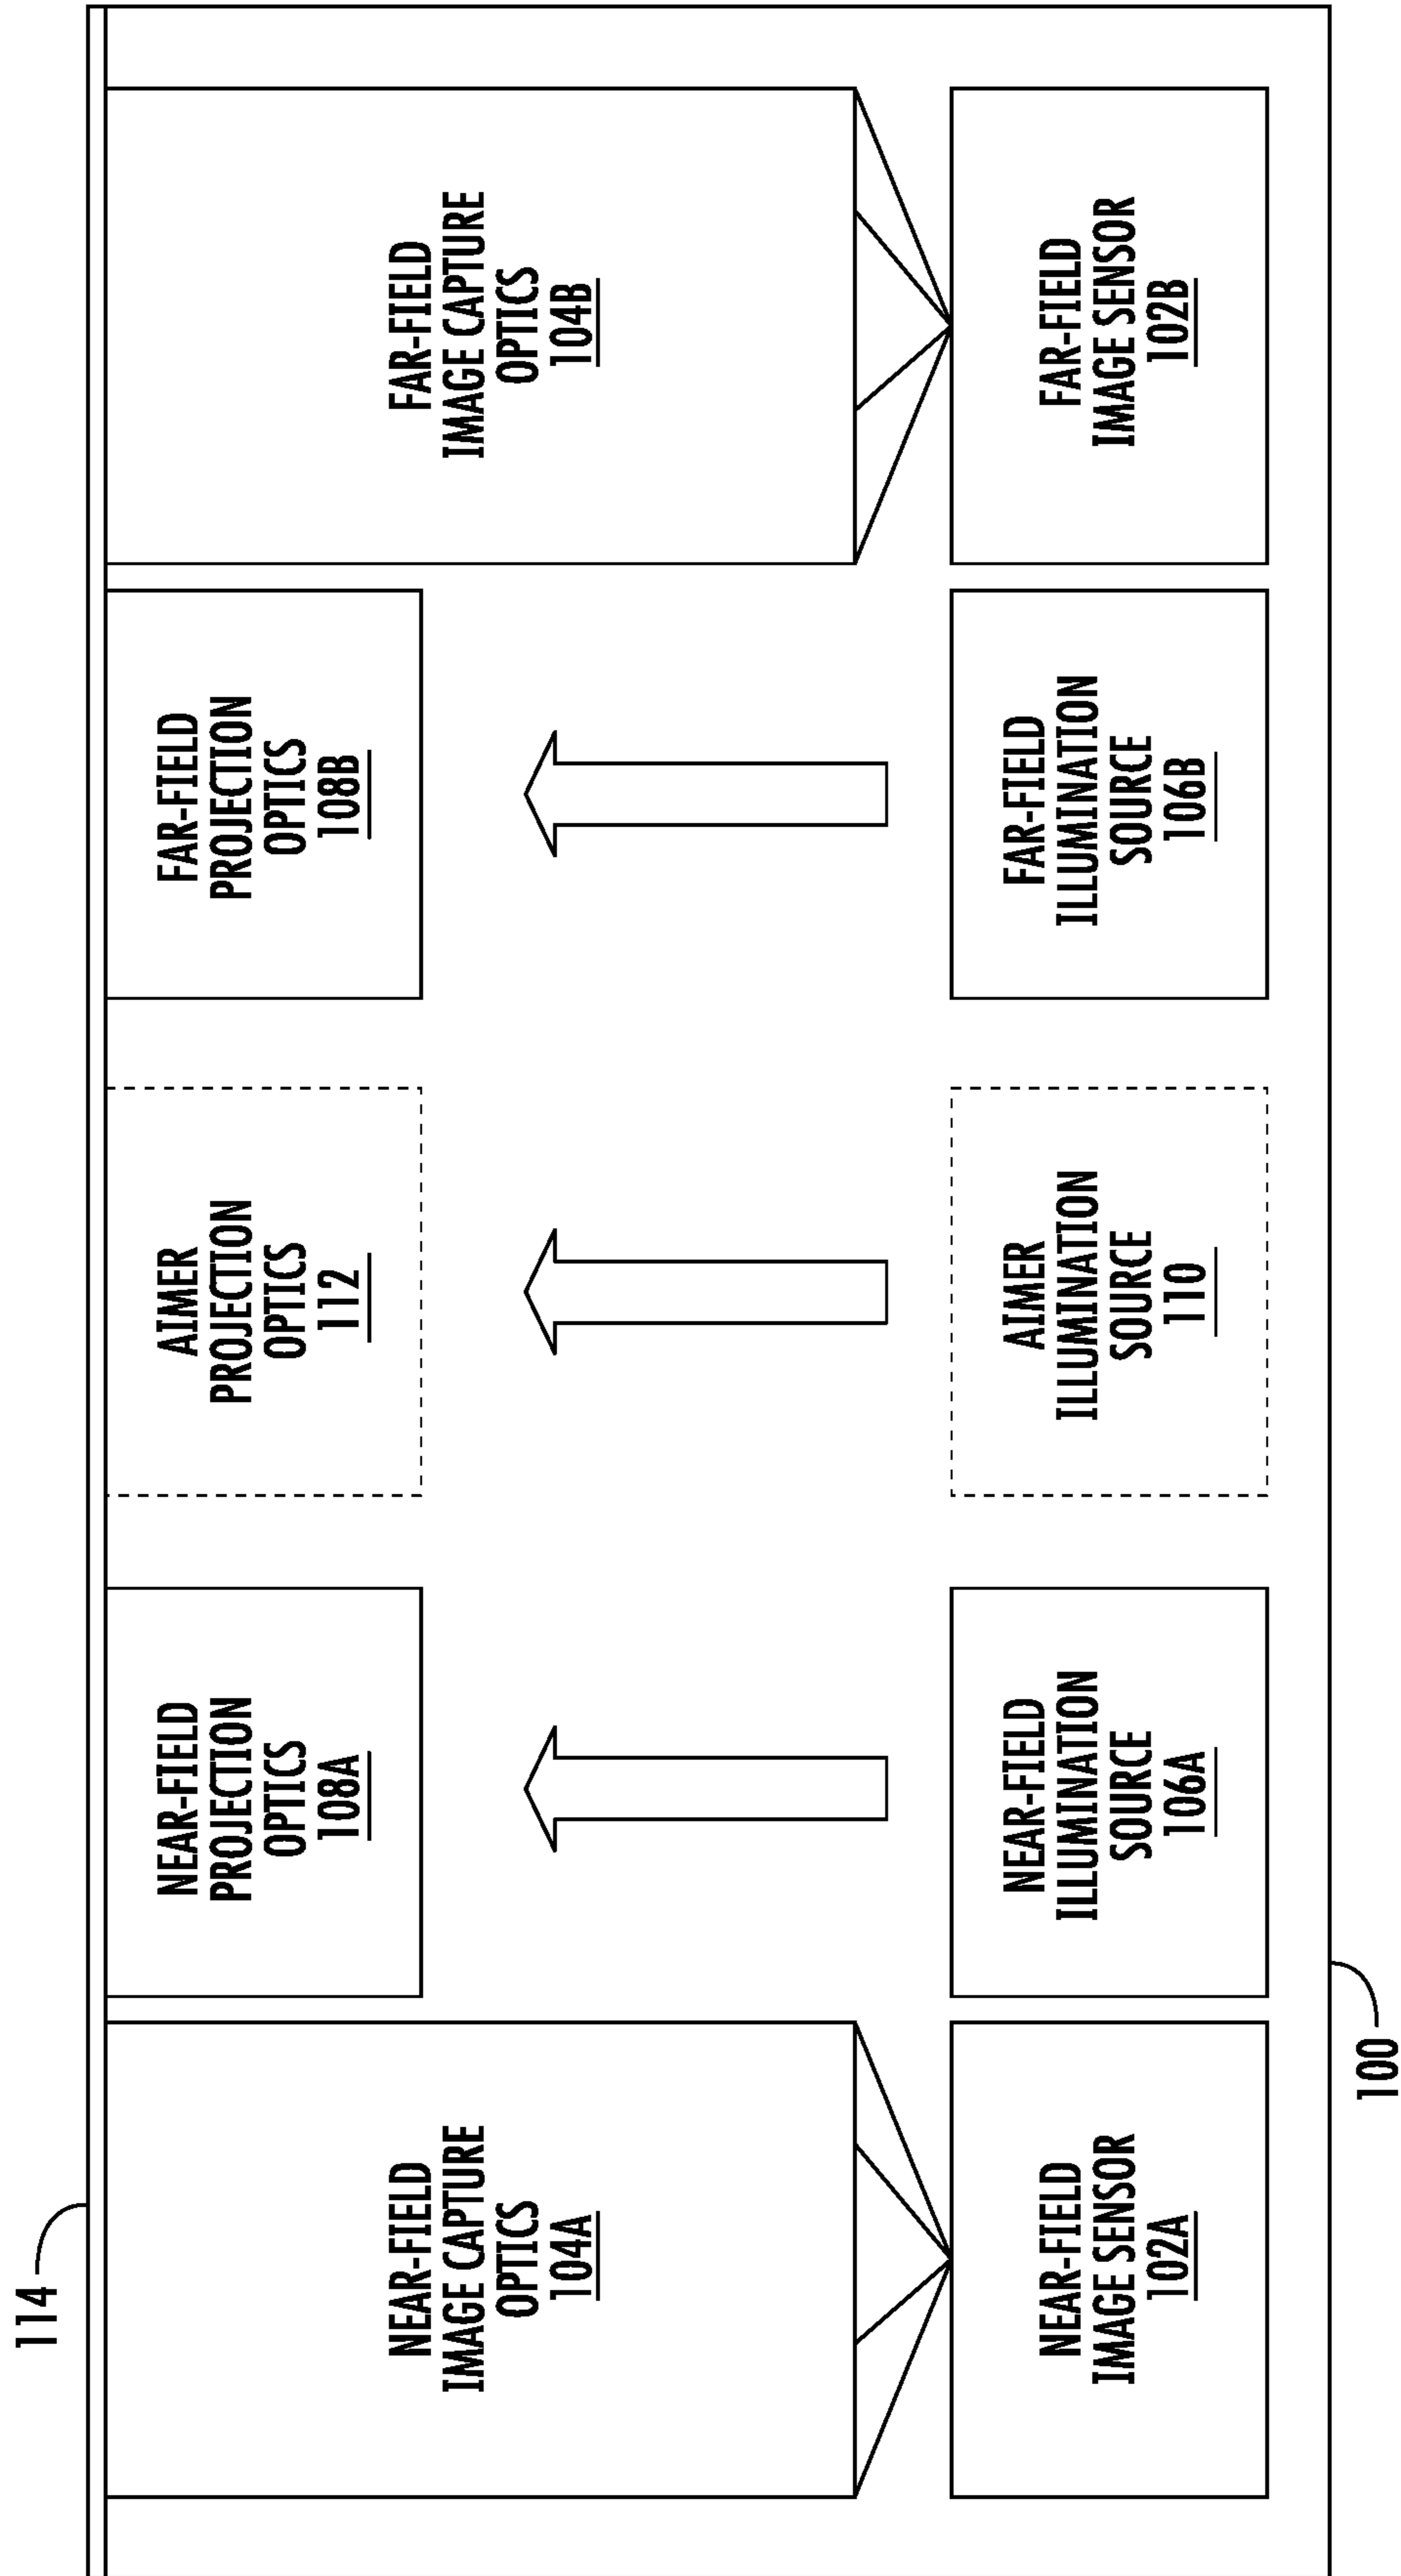 114
NEAR-FIELD
IMAGE CAPTURE
OPTICS
104A
NEAR-FIELD
PROJECTION
OPTICS
108A
AIMER
PROJECTION
OPTICS
112
FAR-FIELD
PROJECTION
OPTICS
108B
FAR-FIELD
IMAGE CAPTURE
OPTICS
104B
NEAR-FIELD
IMAGE SENSOR
102A
NEAR-FIELD
ILLUMINATION
SOURCE
106A
AIMER
ILLUMINATION
SOURCE
110
FAR-FIELD
ILLUMINATION
SOURCE
106B
FAR-FIELD
IMAGE SENSOR
102B
100